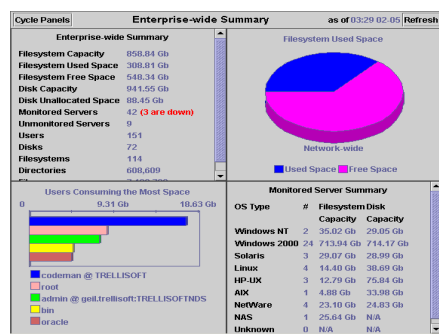 Cycle Panels Enterprise-wide Summary as of 03:29 02-05 Refresh
Enterprise-wide Summary
Filesystem Capacity 858.84 Gb
Filesystem Used Space 308.81 Gb
Filesystem Free Space 548.34 Gb
Disk Capacity 941.55 Gb
Disk Unallocated Space 88.45 Gb
Monitored Servers 42 (3 are down)
Unmonitored Servers 9
Users 151
Disks 72
Filesystems 114
Directories 608,609
Filesystem Used Space
Network-wide
Used Space Free Space
Users Consuming the Most Space
0 9.31 Gb 18.63 Gb
codeman @ TRELLISOFT
root
admin @ geil.trellisoft:TRELLISOFTNDS
bin
oracle
Monitored Server Summary
OS Type # Filesystem Disk
Capacity Capacity
Windows NT 2 35.02 Gb 29.05 Gb
Windows 2000 24 713.94 Gb 714.17 Gb
Solaris 3 29.07 Gb 28.99 Gb
Linux 4 14.40 Gb 38.69 Gb
HP-UX 3 12.79 Gb 75.84 Gb
AIX 1 4.88 Gb 33.98 Gb
NetWare 4 23.10 Gb 24.83 Gb
NAS 1 25.64 Gb N/A
Unknown 0 N/A N/A